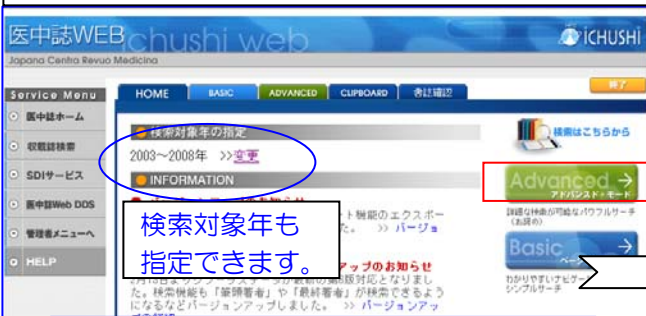 医中誌WEB
ichushi web
iCHUSHI
Japana Centra Revuo Medicina
終了
Service Menu
医中誌ホーム
収載誌検索
SDIサービス
医中誌Web DDS
管理者メニューへ
HELP
HOME
BASIC
ADVANCED
CLIPBOARD
書誌確認
検索対象年の指定
2003~2008年 >>変更
INFORMATION
検索対象年も
指定できます。
ート機能のエクスポー
た。 >> バージョ
アップのお知らせ
た。検索機能も「筆頭著者」や「最終著者」が検索できるよう
になるなどバージョンアップしました。 >> バージョンアッ
検索はこちらから
Advanced
アドバンスド・モード
詳細な検索が可能なパワフルサーチ
(お奨め)
Basic
シンプルサーチ